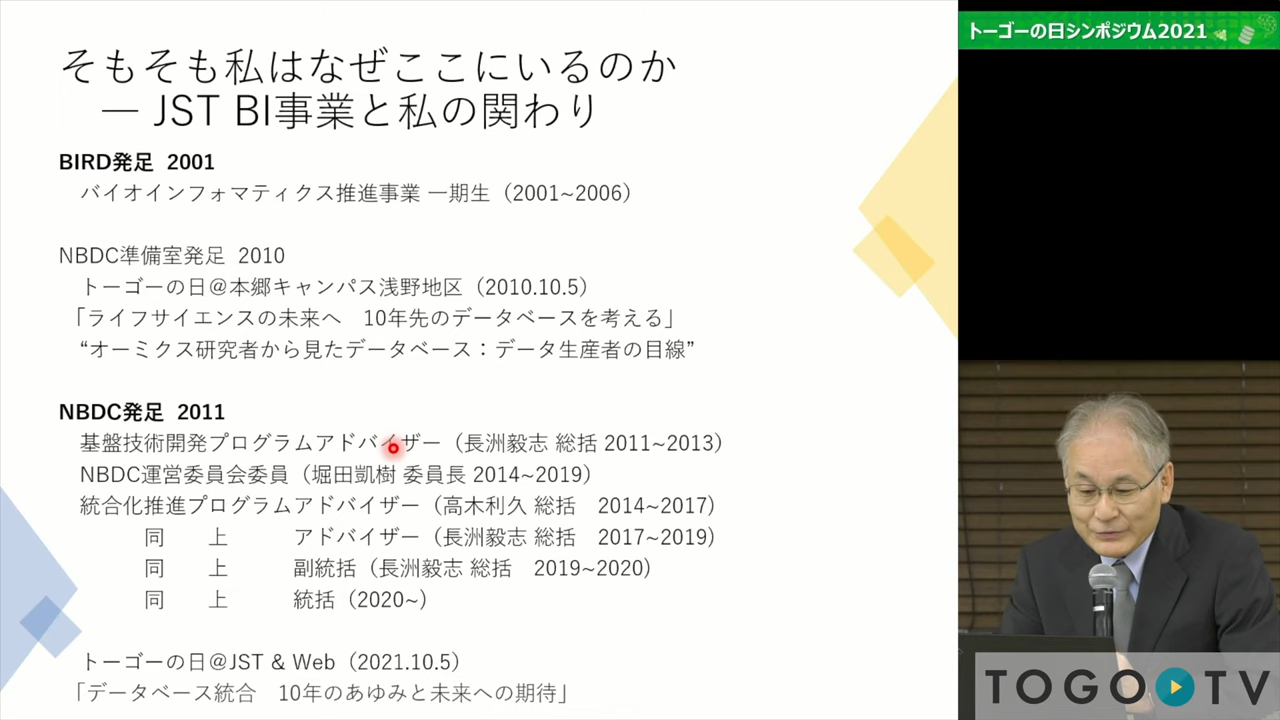 そもそも私はなぜここにいるのか
― JST BI事業と私の関わり
BIRD発足 2001
バイオインフォマティクス推進事業 一期生（2001~2006）
NBDC準備室発足 2010
トーゴーの日＠本郷キャンパス浅野地区（2010.10.5）
「ライフサイエンスの未来へ　10年先のデータベースを考える」
“オーミクス研究者から見たデータベース：データ生産者の目線”
NBDC発足 2011
基盤技術開発プログラムアドバイザー（長洲毅志 総括 2011~2013）
NBDC運営委員会委員（堀田凱樹 委員長 2014~2019）
統合化推進プログラムアドバイザー（高木利久 総括　2014~2017）
同　　上　　　アドバイザー（長洲毅志 総括　2017~2019）
同　　上　　　副統括（長洲毅志 総括　2019~2020）
同　　上　　　統括（2020~）
トーゴーの日＠JST & Web（2021.10.5）
「データベース統合　10年のあゆみと未来への期待」
トーゴーの日シンポジウム2021
TOGO TV